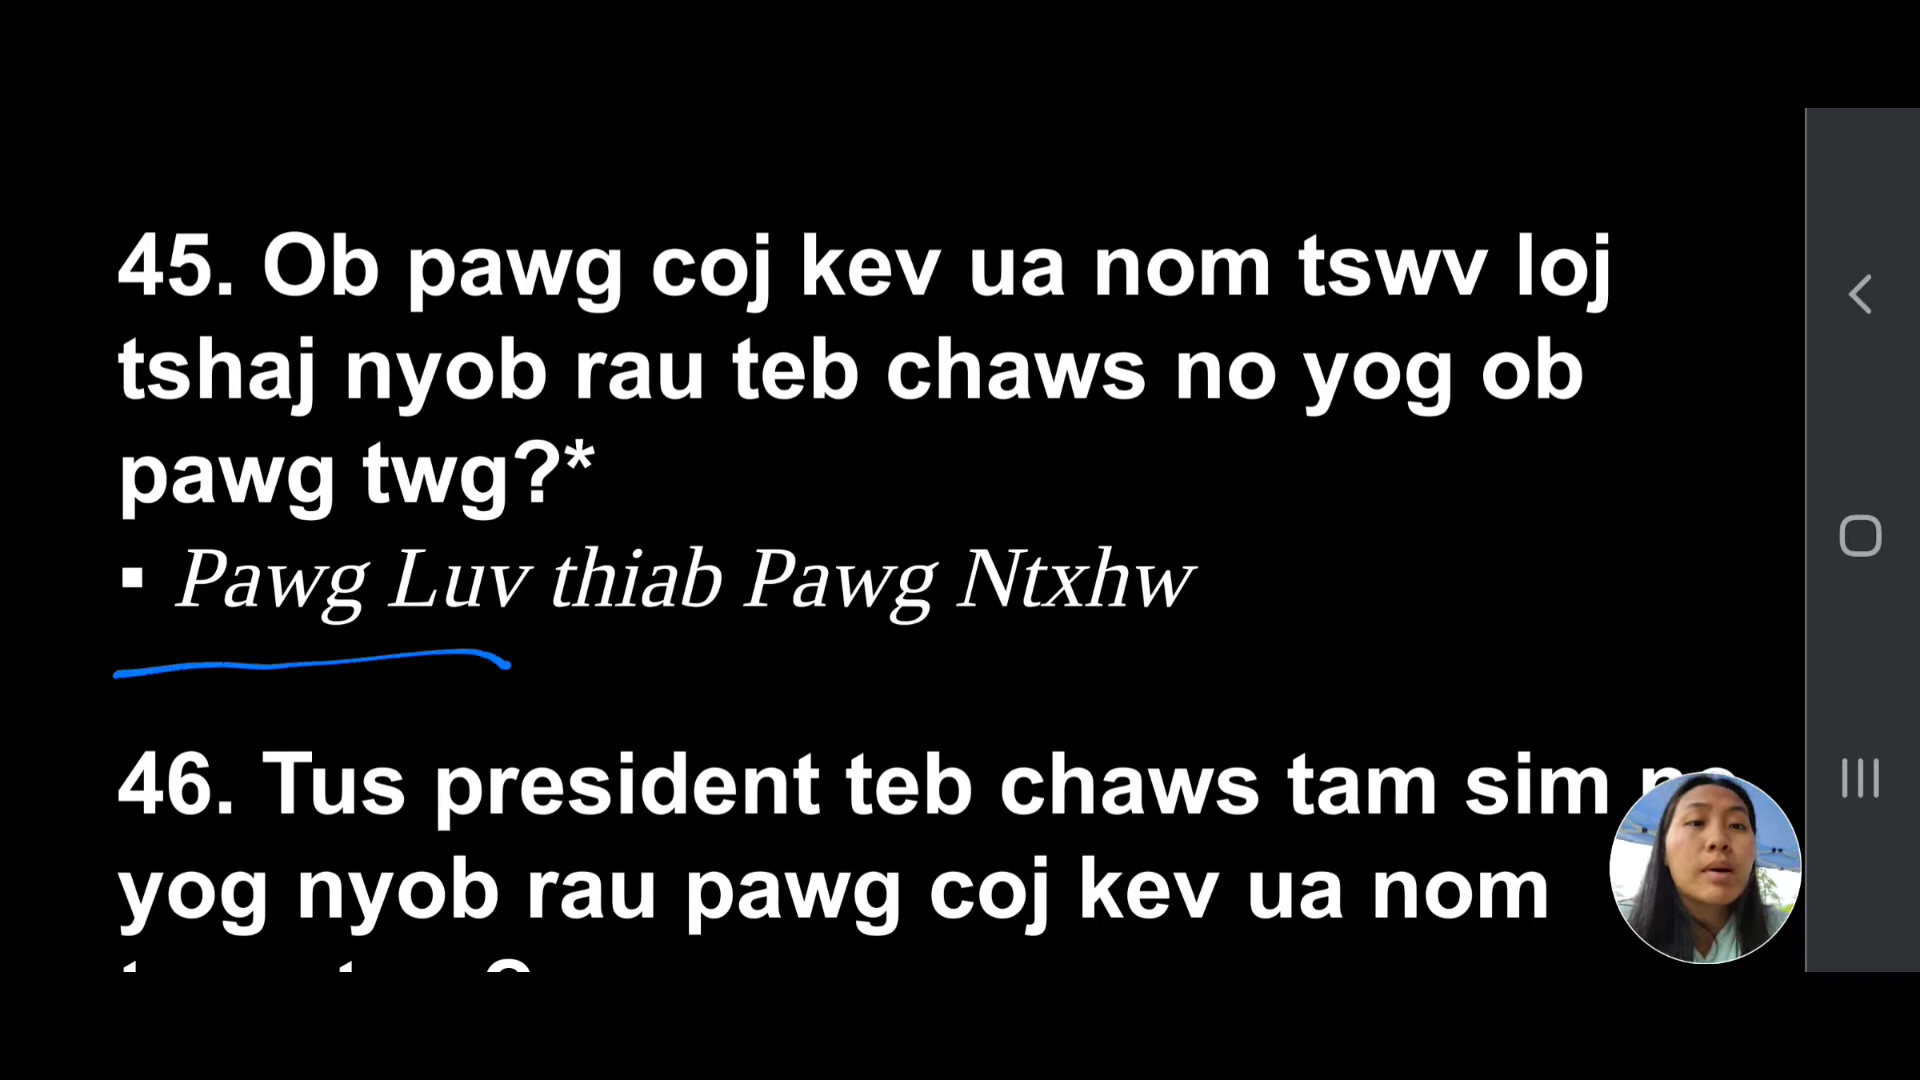 45. Ob pawg coj kev ua nom tswv loj
tshaj nyob rau teb chaws no yog ob
pawg twg?*
▪ Pawg Luv thiab Pawg Ntxhw
46. Tus president teb chaws tam sim
yog nyob rau pawg coj kev ua nom